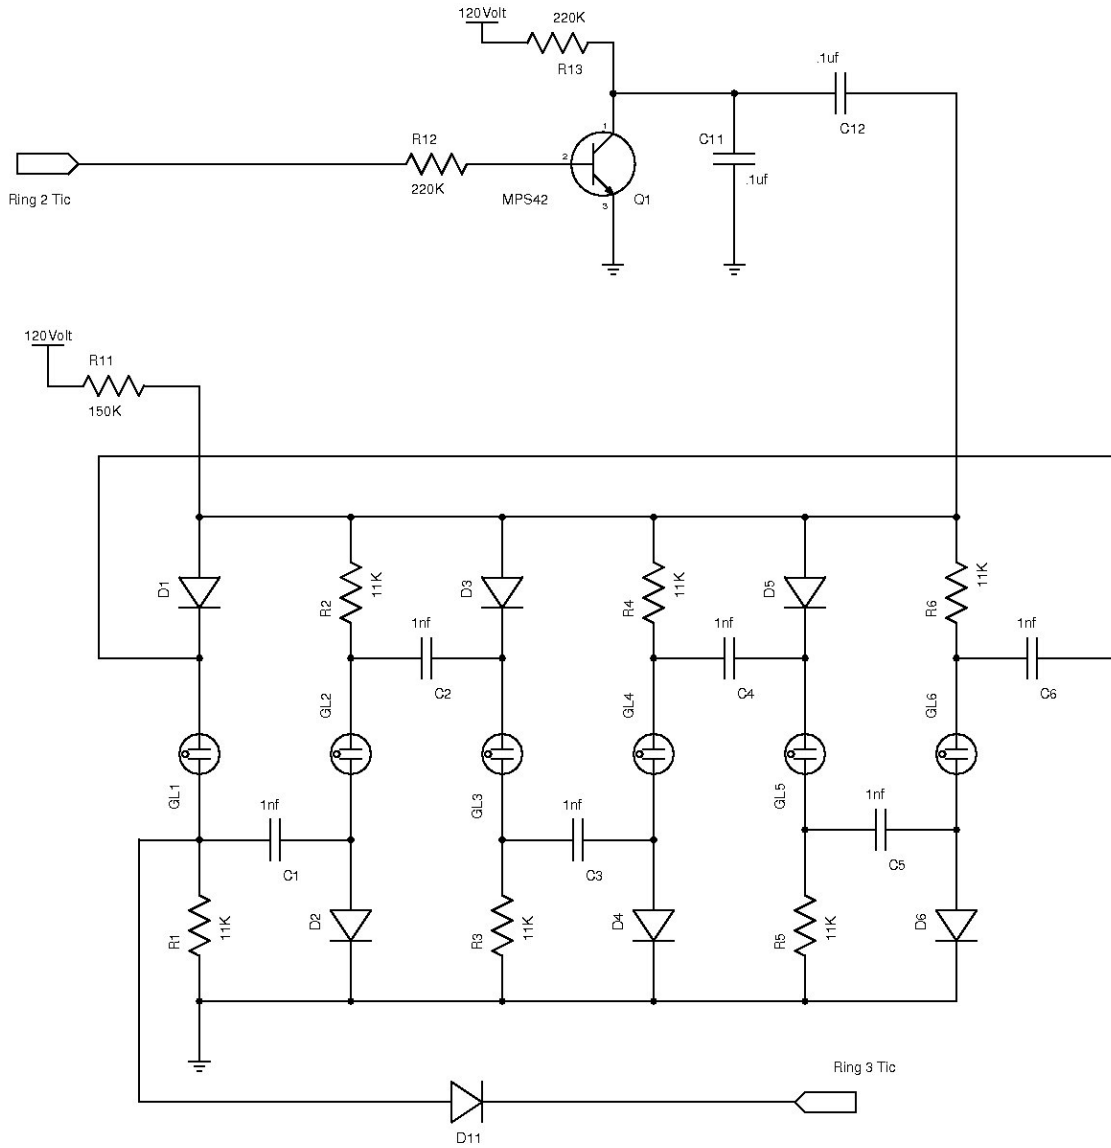 120Volt
220K
R13
.1uf
C12
C11
.1uf
1
2
3
R12
220K
MPS42
Q1
Ring 2 Tic
120Volt
R11
150K
D1
R2
11K
D3
R4
11K
D5
R6
11K
1nf
C2
1nf
C4
1nf
C6
GL2
GL4
GL6
GL1
GL3
GL5
1nf
C1
1nf
C3
1nf
C5
R1
11K
D2
R3
11K
D4
R5
11K
D6
Ring 3 Tic
D11